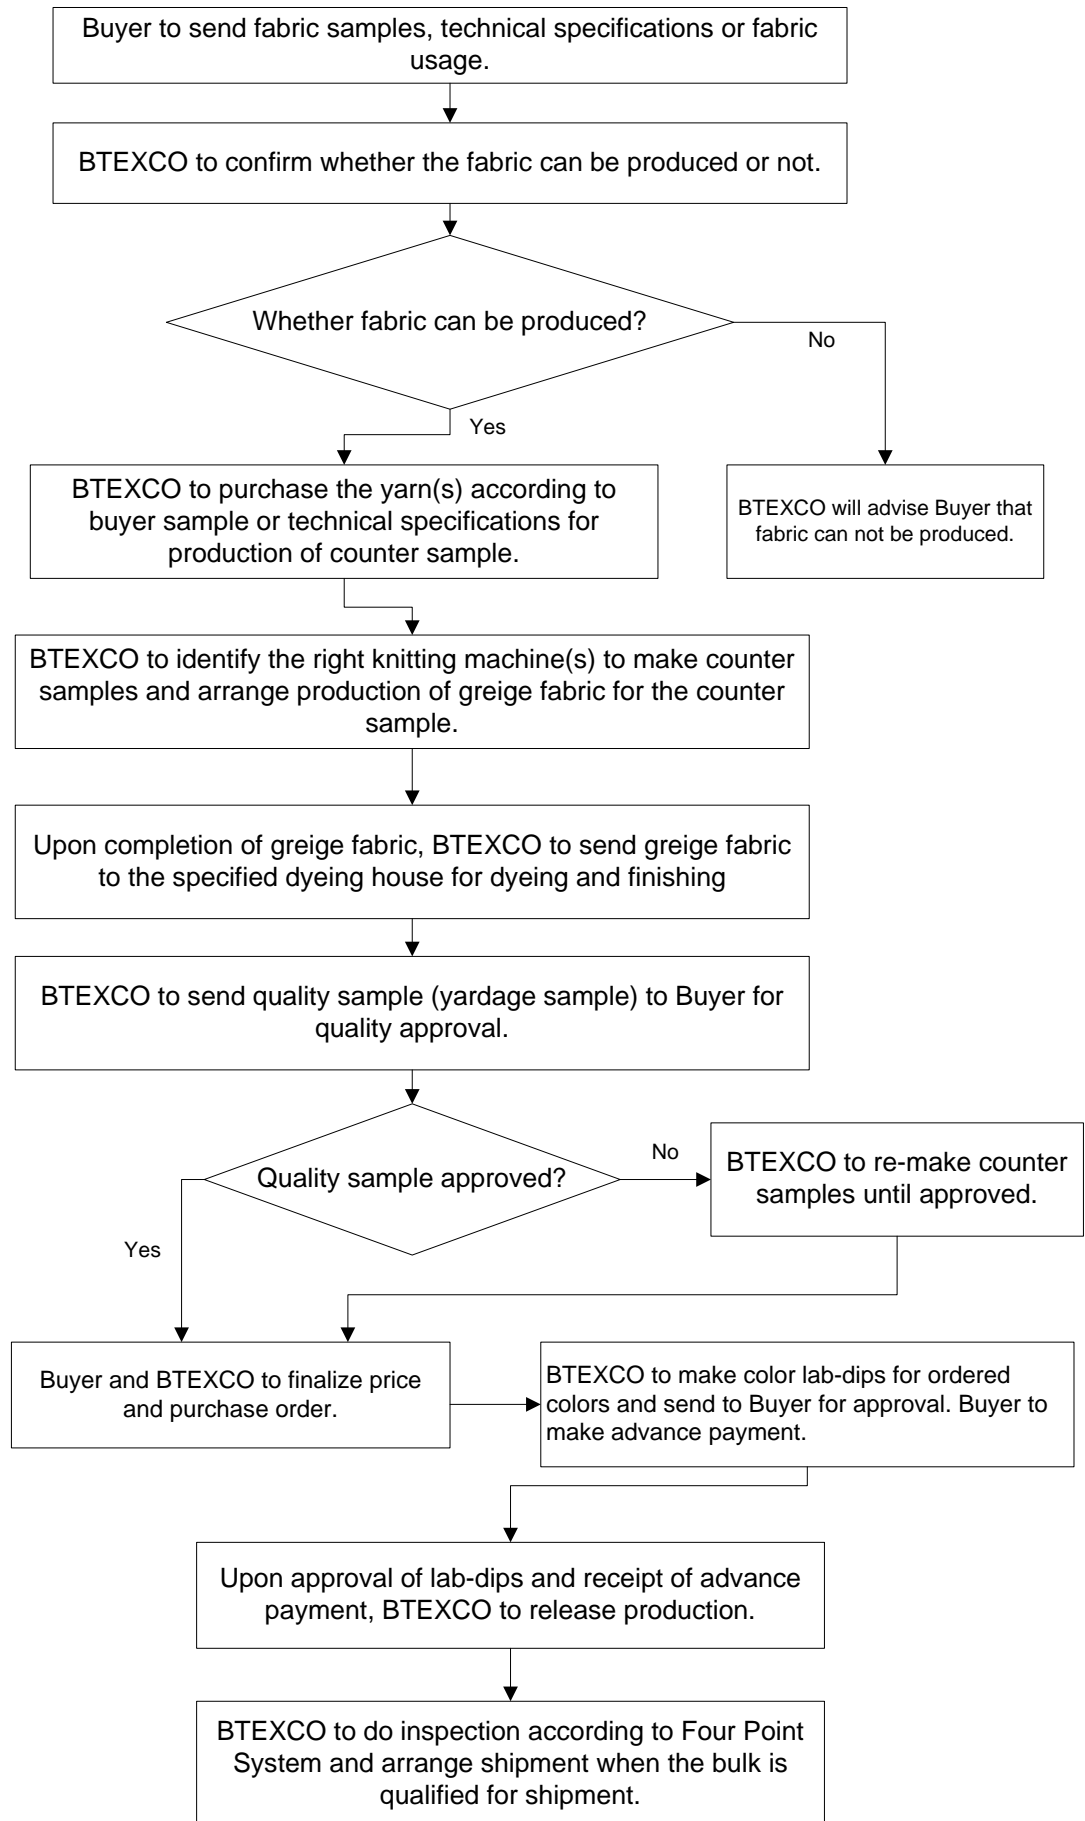 Buyer to send fabric samples, technical specifications or fabric
usage.
BTEXCO to confirm whether the fabric can be produced or not.
Whether fabric can be produced?
No
Yes
BTEXCO to purchase the yarn(s) according to
buyer sample or technical specifications for
production of counter sample.
BTEXCO will advise Buyer that
fabric can not be produced.
BTEXCO to identify the right knitting machine(s) to make counter
samples and arrange production of greige fabric for the counter
sample.
Upon completion of greige fabric, BTEXCO to send greige fabric
to the specified dyeing house for dyeing and finishing
BTEXCO to send quality sample (yardage sample) to Buyer for
quality approval.
Quality sample approved?
No
BTEXCO to re-make counter
samples until approved.
Yes
Buyer and BTEXCO to finalize price
and purchase order.
BTEXCO to make color lab-dips for ordered
colors and send to Buyer for approval. Buyer to
make advance payment.
Upon approval of lab-dips and receipt of advance
payment, BTEXCO to release production.
BTEXCO to do inspection according to Four Point
System and arrange shipment when the bulk is
qualified for shipment.